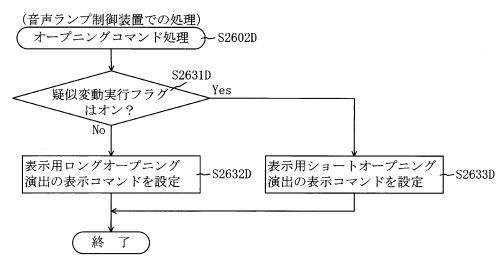 (音声ランプ制御装置での処理)
オープニングコマンド処理
S2602D
S2631D
疑似変動実行フラグ
はオン？
Yes
No
表示用ロングオープニング
演出の表示コマンドを設定
S2632D
表示用ショートオープニング
演出の表示コマンドを設定
S2633D
終 了